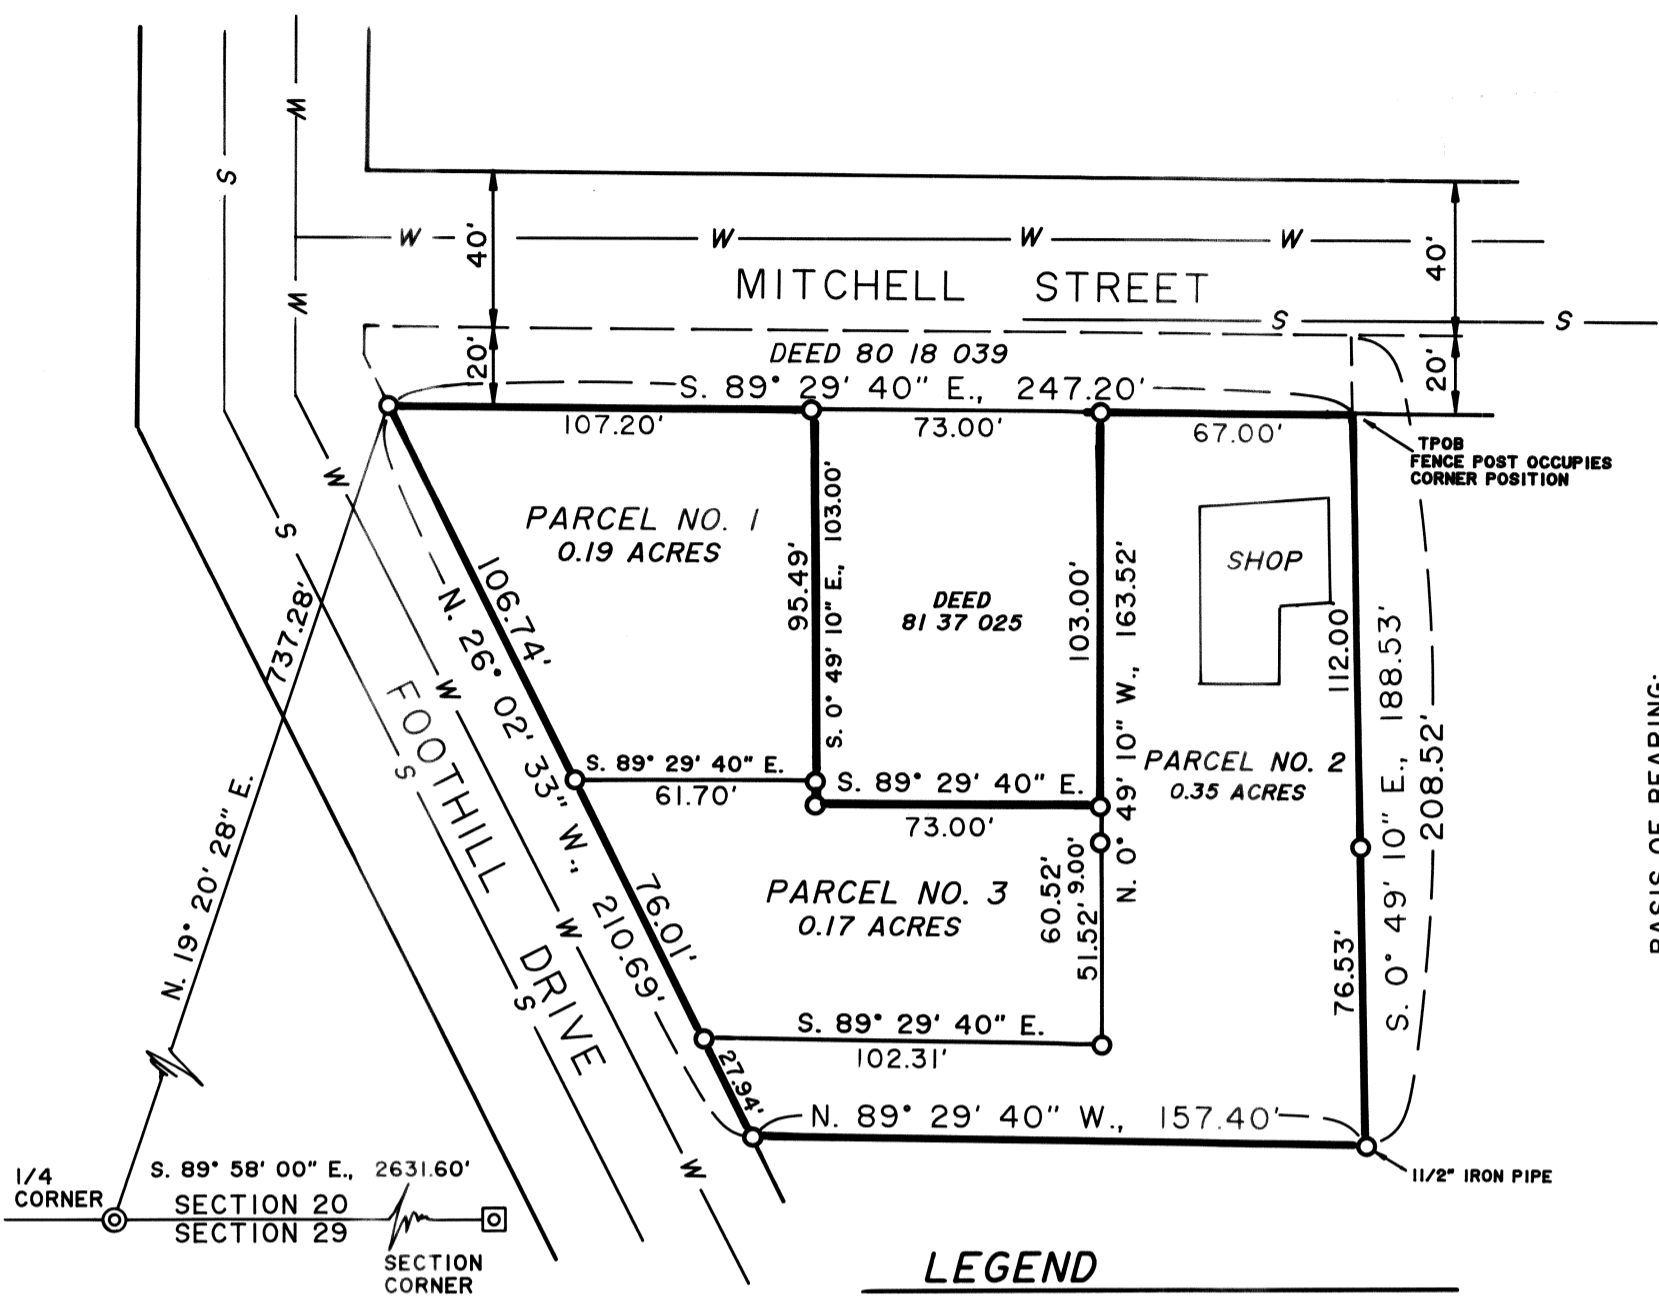 S
W
W
40'
W
W
W
W
40'
MITCHELL STREET
S
S
20'
DEED 80 18 039
20'
S. 89° 29' 40" E., 247.20'
107.20'
73.00'
67.00'
TPOB
FENCE POST OCCUPIES
CORNER POSITION
W
S
PARCEL NO. 1
0.19 ACRES
106.74'
N. 26° 02' 33" W., 210.69'
95.49'
S. 0° 49' 10" E., 103.00'
DEED
81 37 025
103.00'
N. 0° 49' 10" W., 163.52'
SHOP
112.00'
S. 0° 49' 10" E., 188.53'
208.52'
737.28'
N. 19° 20' 28" E.
FOOTHILL DRIVE
W
S
S. 89° 29' 40" E.
61.70'
S. 89° 29' 40" E.
73.00'
PARCEL NO. 2
0.35 ACRES
76.01'
PARCEL NO. 3
0.17 ACRES
60.52'
9.00'
51.52'
76.53'
W
S
S. 89° 29' 40" E.
102.31'
27.94'
N. 89° 29' 40" W., 157.40'
W
1 1/2" IRON PIPE
1/4
CORNER
S. 89° 58' 00" E., 2631.60'
SECTION 20
SECTION 29
SECTION
CORNER
LEGEND
BASIS OF BEARING: